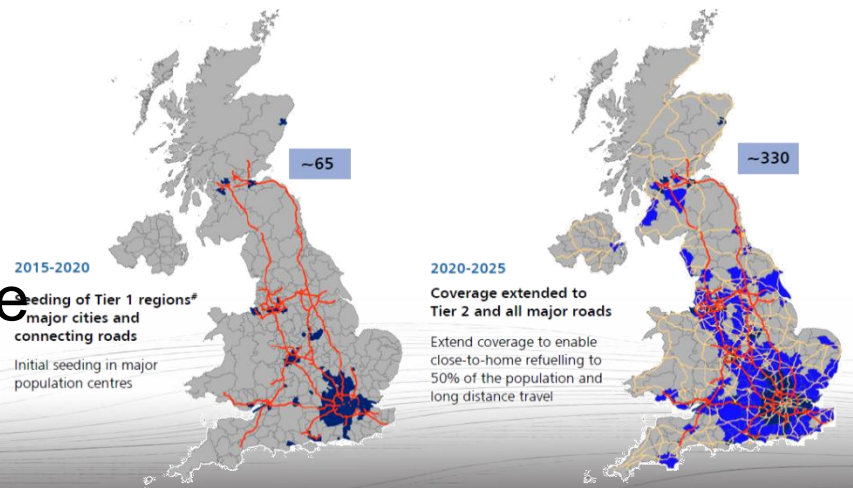 ~65
2015-2020
e
Seeding of Tier 1 regions#
major cities and
connecting roads
Initial seeding in major
population centres
~330
2020-2025
Coverage extended to
Tier 2 and all major roads
Extend coverage to enable
close-to-home refuelling to
50% of the population and
long distance travel